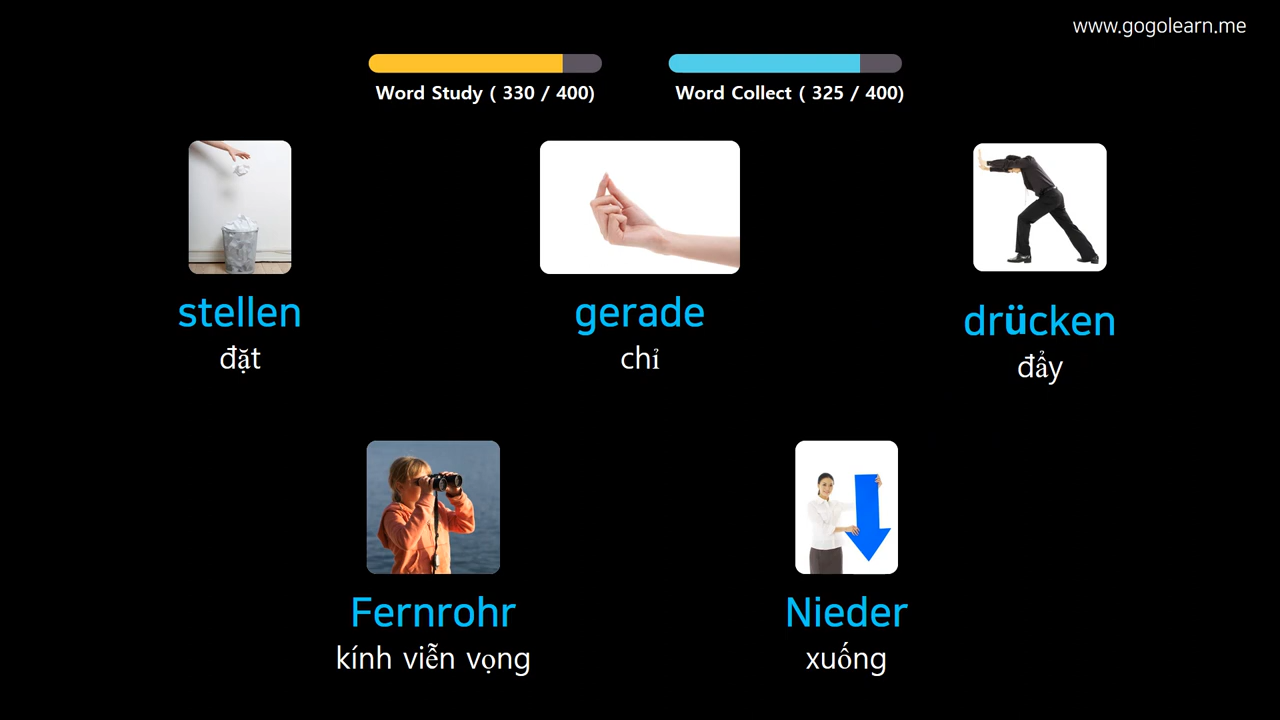 www.gogolearn.me
Word Study ( 330 / 400)
Word Collect ( 325 / 400)
stellen
đặt
gerade
chỉ
drücken
đẩy
Fernrohr
kính viễn vọng
Nieder
xuống